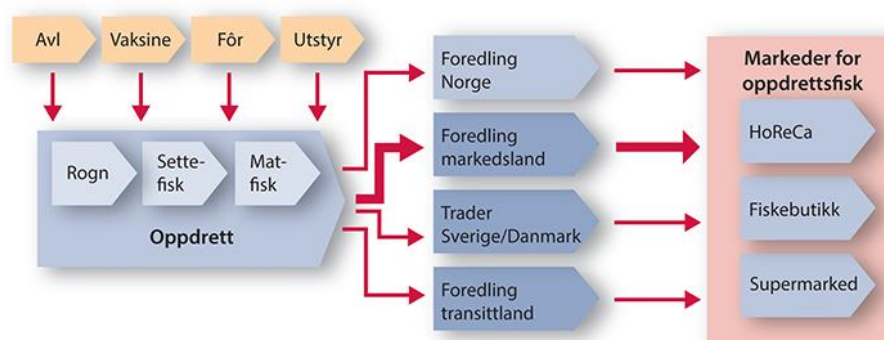 Avl
Vaksine
Fôr
Utstyr
Rogn
Sette-
fisk
Mat-
fisk
Oppdrett
Foredling
Norge
Foredling
markedsland
Trader
Sverige/Danmark
Foredling
transittland
Markeder for
oppdrettsfisk
HoReCa
Fiskebutikk
Supermarked